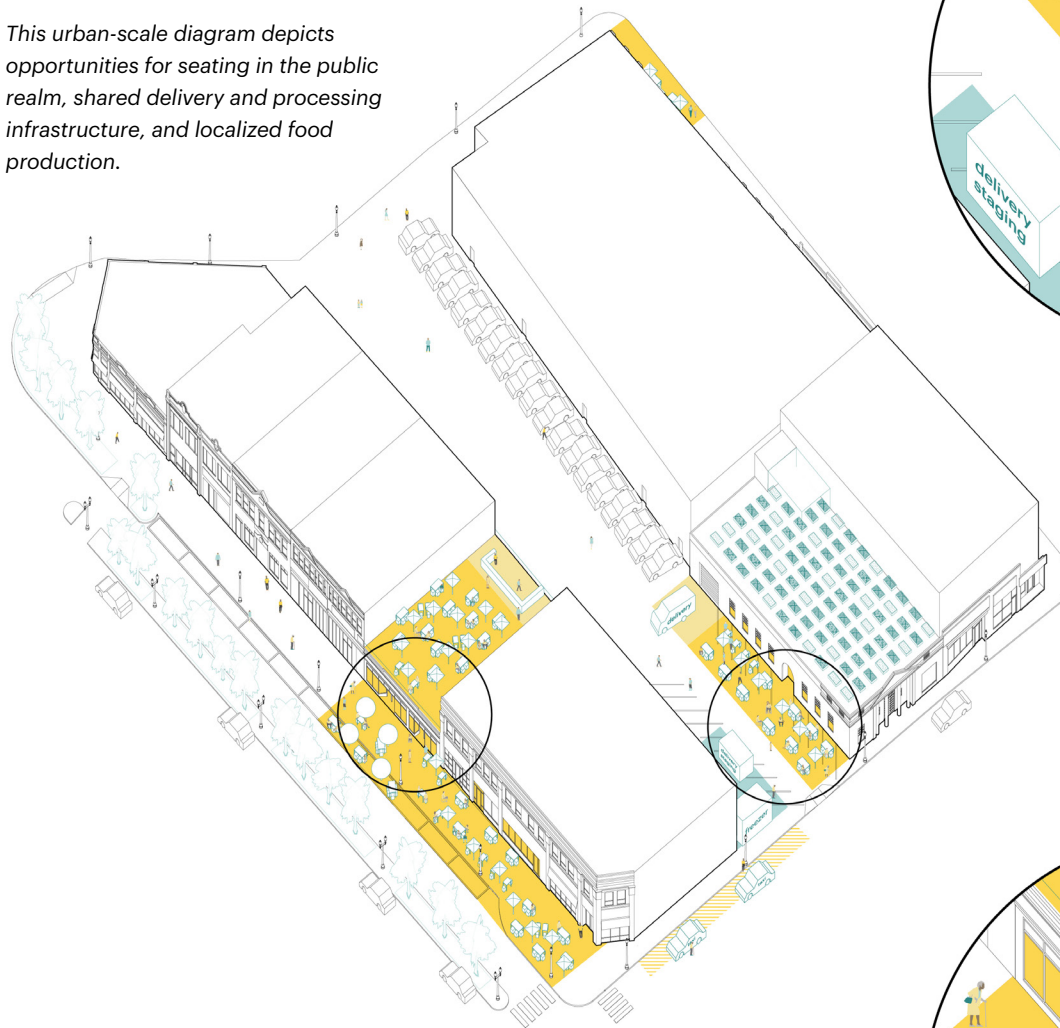 This urban-scale diagram depicts
opportunities for seating in the public
realm, shared delivery and processing
infrastructure, and localized food
production.
delivery
staging
delivery
freezer